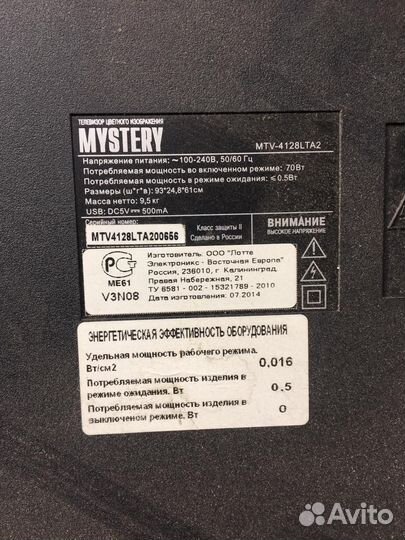 ТЕЛЕВИЗОР ЦВЕТНОГО ИЗОБРАЖЕНИЯ
MYSTERY
MTV-4128LTA2
Напряжение питания: ~100-240В, 50/60 Гц
Потребляемая мощность во включенном режиме: 70Вт
Потребляемая мощность в режиме ожидания: ≤0.5Вт
Размеры (ш*г*в): 93*24,8*61см
Масса нетто: 9,5 кг
USB: DC5V 500mA
Серийный номер:
MTV4128LTA200656
Класс защиты II
Сделано в России
ВНИМАНИЕ
ВЫСОКОЕ НАПРЯЖЕНИЕ
РС
МЕ61
V3N08
Изготовитель: ООО "Лотте
Электроникс - Восточная Европа"
Россия, 236010, г. Калининград
Правая Набережная, 21
ТУ 6581 - 002 - 15321789 - 2010
Дата изготовления: 07.2014
ЭНЕРГЕТИЧЕСКАЯ ЭФФЕКТИВНОСТЬ ОБОРУДОВАНИЯ
Удельная мощность рабочего режима.
Вт/см2
0,016
Потребляемая мощность изделия в
режиме ожидания. Вт
0,5
Потребляемая мощность изделия в
выключеном режиме. Вт
0
Avito